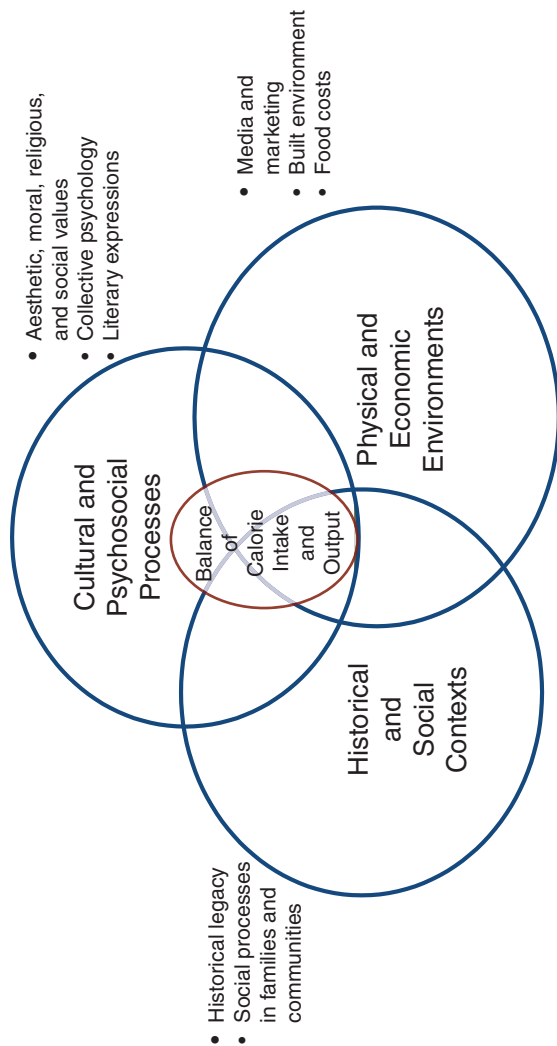 • Aesthetic, moral, religious,
and social values
• Collective psychology
• Literary expressions
Cultural and
Psychosocial
Processes
Balance
of
Calorie
Intake
and
Output
• Historical legacy
• Social processes
in families and
communities
Historical
and
Social
Contexts
Physical and
Economic
Environments
• Media and
marketing
• Built environment
• Food costs